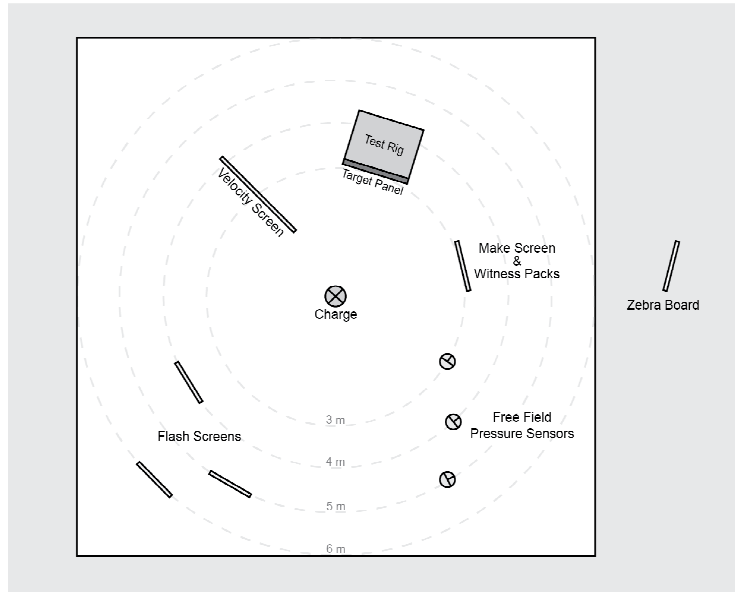 Test Rig
Target Panel
Velocity Screen
Make Screen
&
Witness Packs
Zebra Board
Charge
Free Field
Pressure Sensors
Flash Screens
3 m
4 m
5 m
6 m